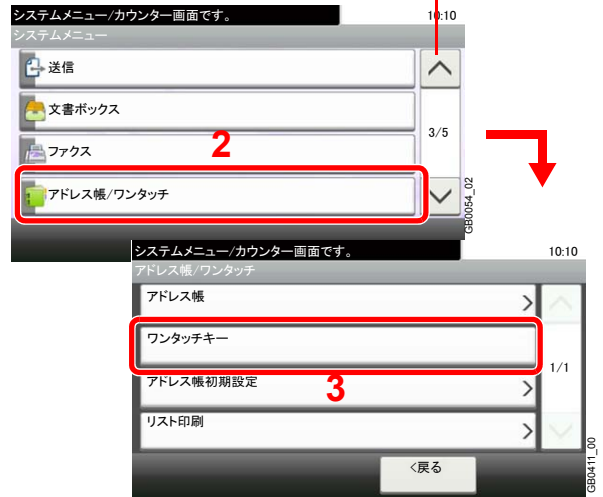 システムメニュー/カウンター画面です。
10:10
システムメニュー
送信
文書ボックス
ファクス
2
3/5
アドレス帳/ワンタッチ
GB0054_02
システムメニュー/カウンター画面です。
10:10
アドレス帳/ワンタッチ
アドレス帳
ワンタッチキー
1/1
アドレス帳初期設定
3
リスト印刷
<戻る
GB0411_00